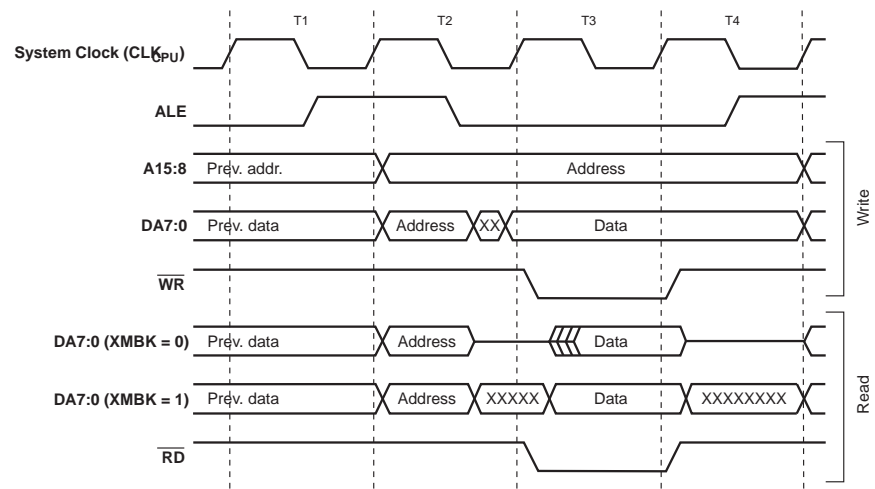 T1 T2 T3 T4
System Clock (CLKCPU)
ALE
A15:8 Prev. addr. Address
DA7:0 Prev. data Address XX Data
WR
Write
DA7:0 (XMBK = 0) Prev. data Address Data
DA7:0 (XMBK = 1) Prev. data Address XXXXX Data XXXXXXXX
RD
Read